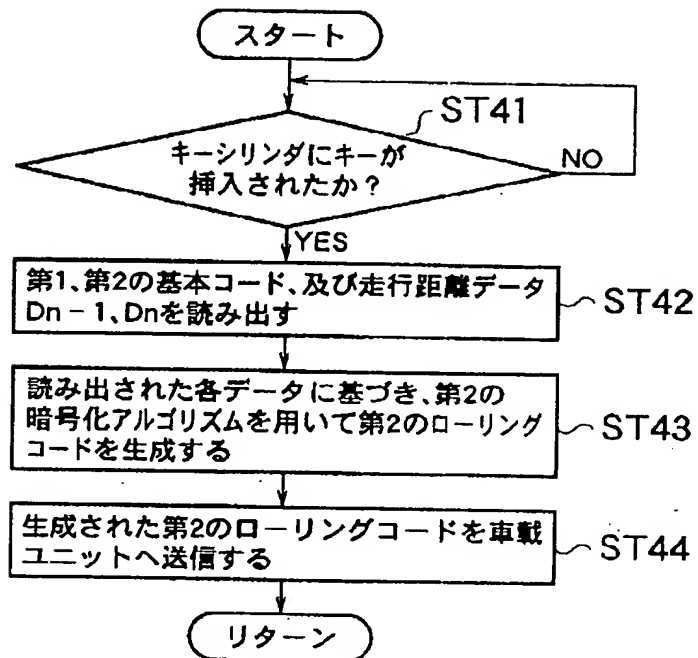 スタート
ST41
キーシリンダにキーが
挿入されたか?
NO
YES
第1、第2の基本コード、及び走行距離データ
Dn－1、Dnを読み出す
ST42
読み出された各データに基づき、第2の
暗号化アルゴリズムを用いて第2のローリング
コードを生成する
ST43
生成された第2のローリングコードを車載
ユニットへ送信する
ST44
リターン